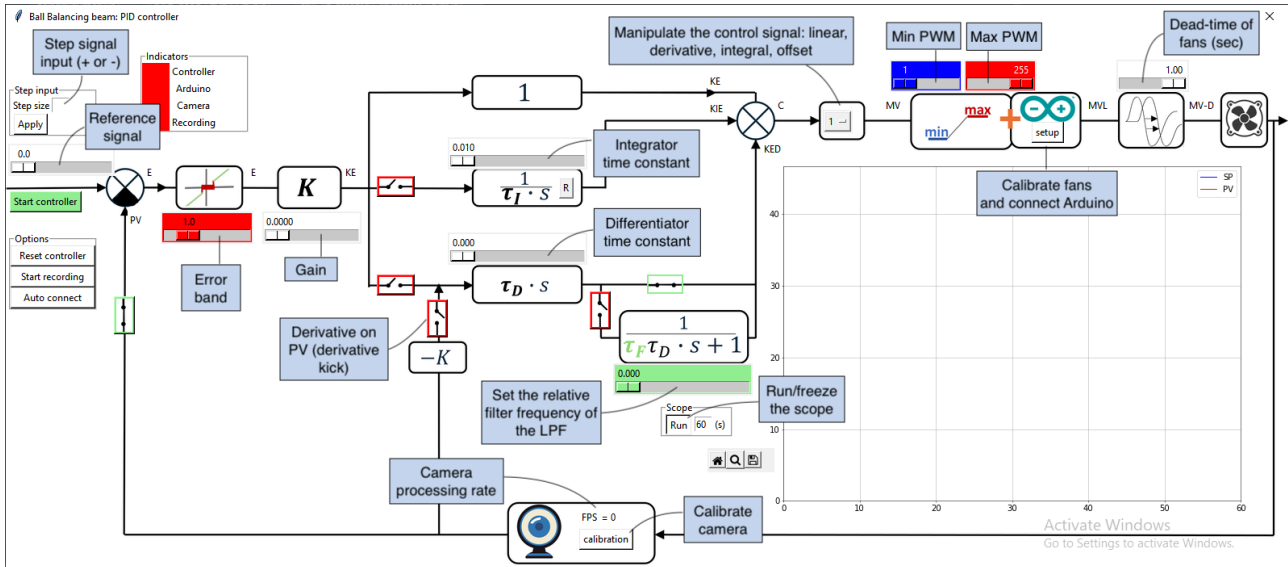 Ball Balancing beam: PID controller
Step signal
input (+ or -)
Indicators
Controller
Arduino
Camera
Recording
Step input
Step size
Apply
Reference
signal
0.0
Start controller
Options
Reset controller
Start recording
Auto connect
E
PV
E
1.0
Error
band
K
KE
0.0000
Gain
1
KE
0.010
Integrator
time constant
1
τI · s
R
KIE
0.000
Differentiator
time constant
τD · s
Derivative on
PV (derivative
kick)
−K
1
τFτD · s + 1
0.000
Set the relative
filter frequency of
the LPF
Scope
Run 60 (s)
Run/freeze
the scope
Manipulate the control signal: linear,
derivative, integral, offset
C
KED
1
MV
Min PWM
Max PWM
1
255
min
max
+
setup
Calibrate fans
and connect Arduino
MVL
Dead-time of
fans (sec)
1.00
MV-D
SP
PV
40
30
20
10
0
0 10 20 30 40 50 60
Camera
processing rate
FPS = 0
calibration
Calibrate
camera
Activate Windows
Go to Settings to activate Windows.